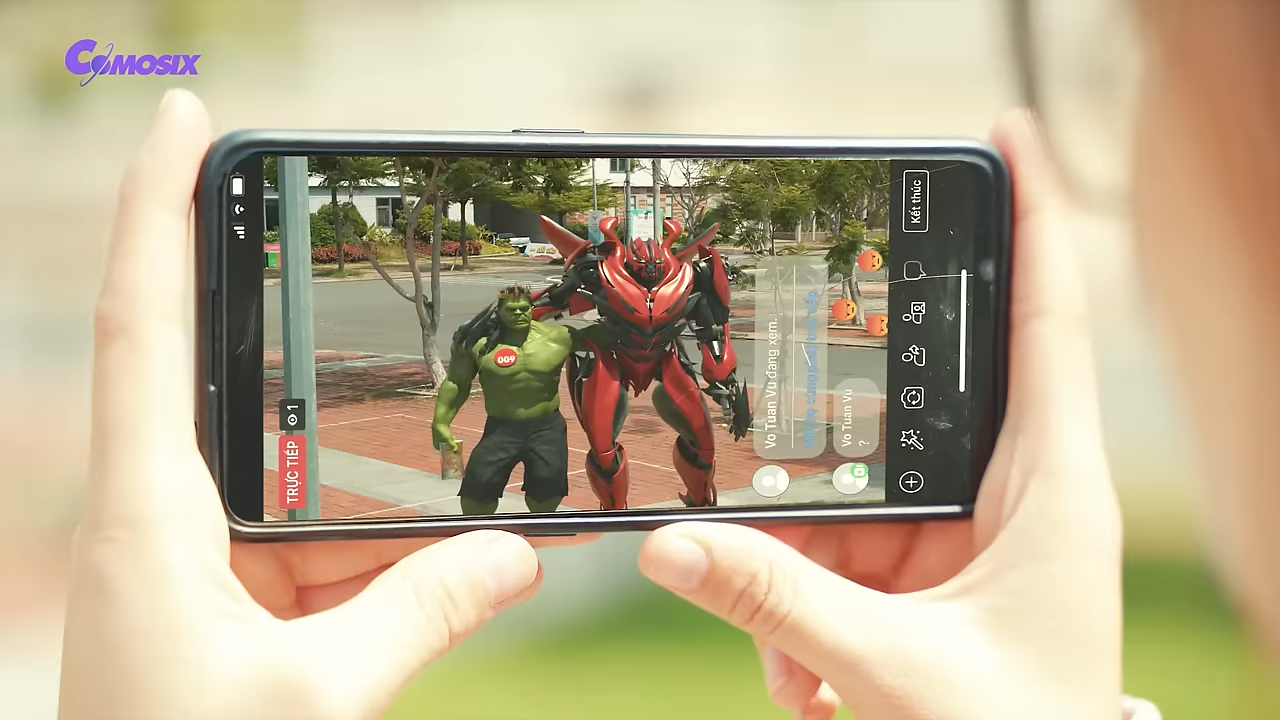 COMOSIX
009
TRỰC TIẾP
1
Vo Tuan Vu đang xem.
Vo Tuan Vu
?
Kết thúc